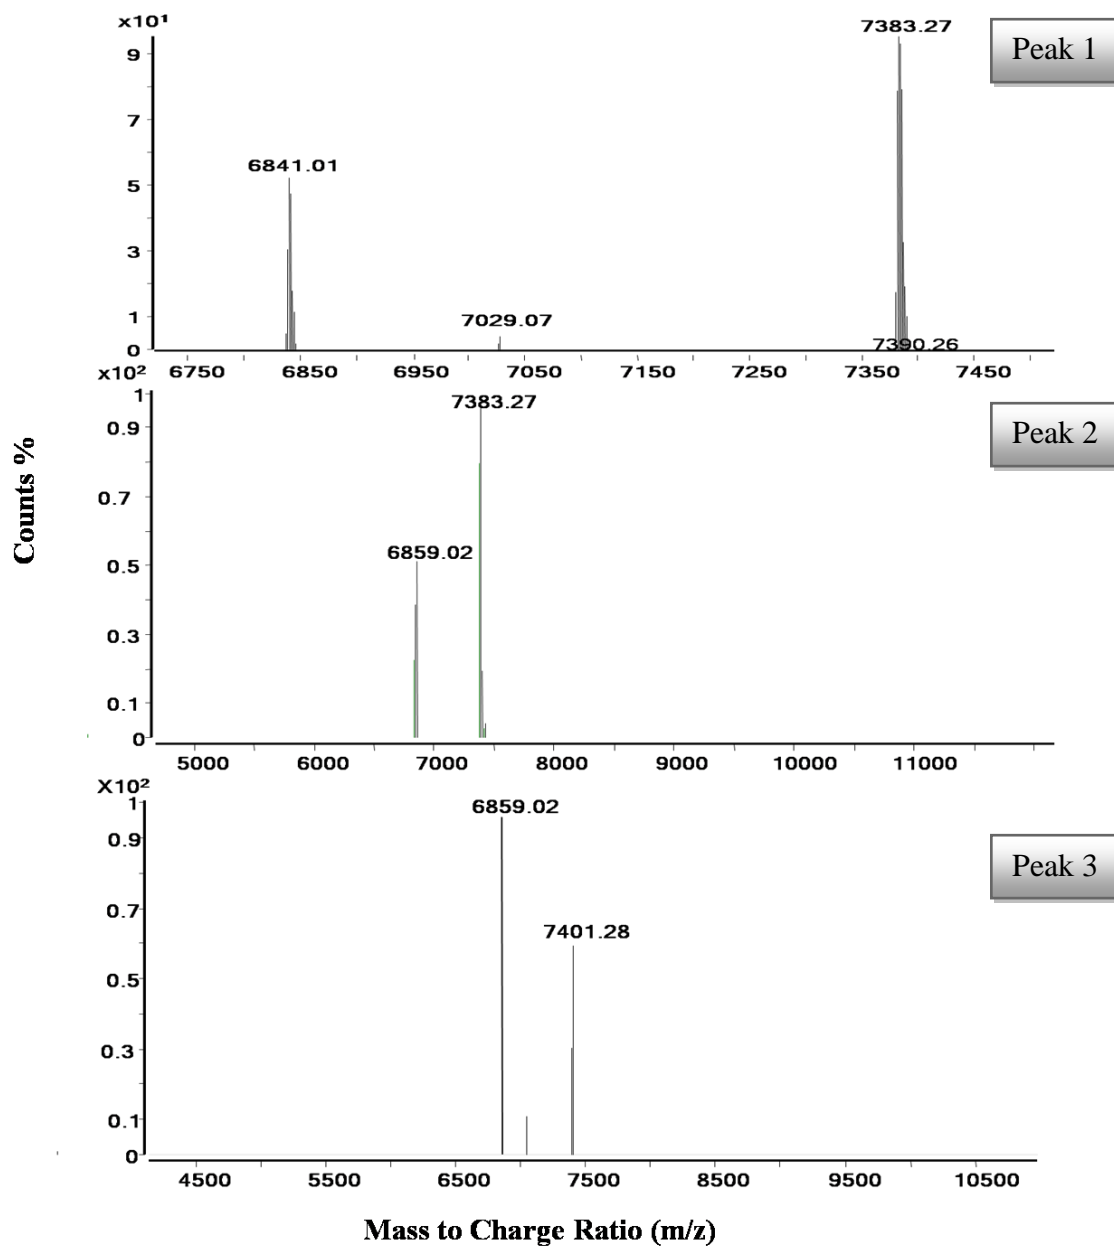 x10¹
7383.27
Peak 1
9
7
6841.01
5
3
7029.07
1
7390.26
0
6750 6850 6950 7050 7150 7250 7350 7450
x10²
1
7383.27
Peak 2
0.9
0.7
6859.02
0.5
0.3
0.1
0
5000 6000 7000 8000 9000 10000 11000
Counts %
X10²
1
6859.02
0.9
Peak 3
7401.28
0.7
0.5
0.3
0.1
0
4500 5500 6500 7500 8500 9500 10500
Mass to Charge Ratio (m/z)